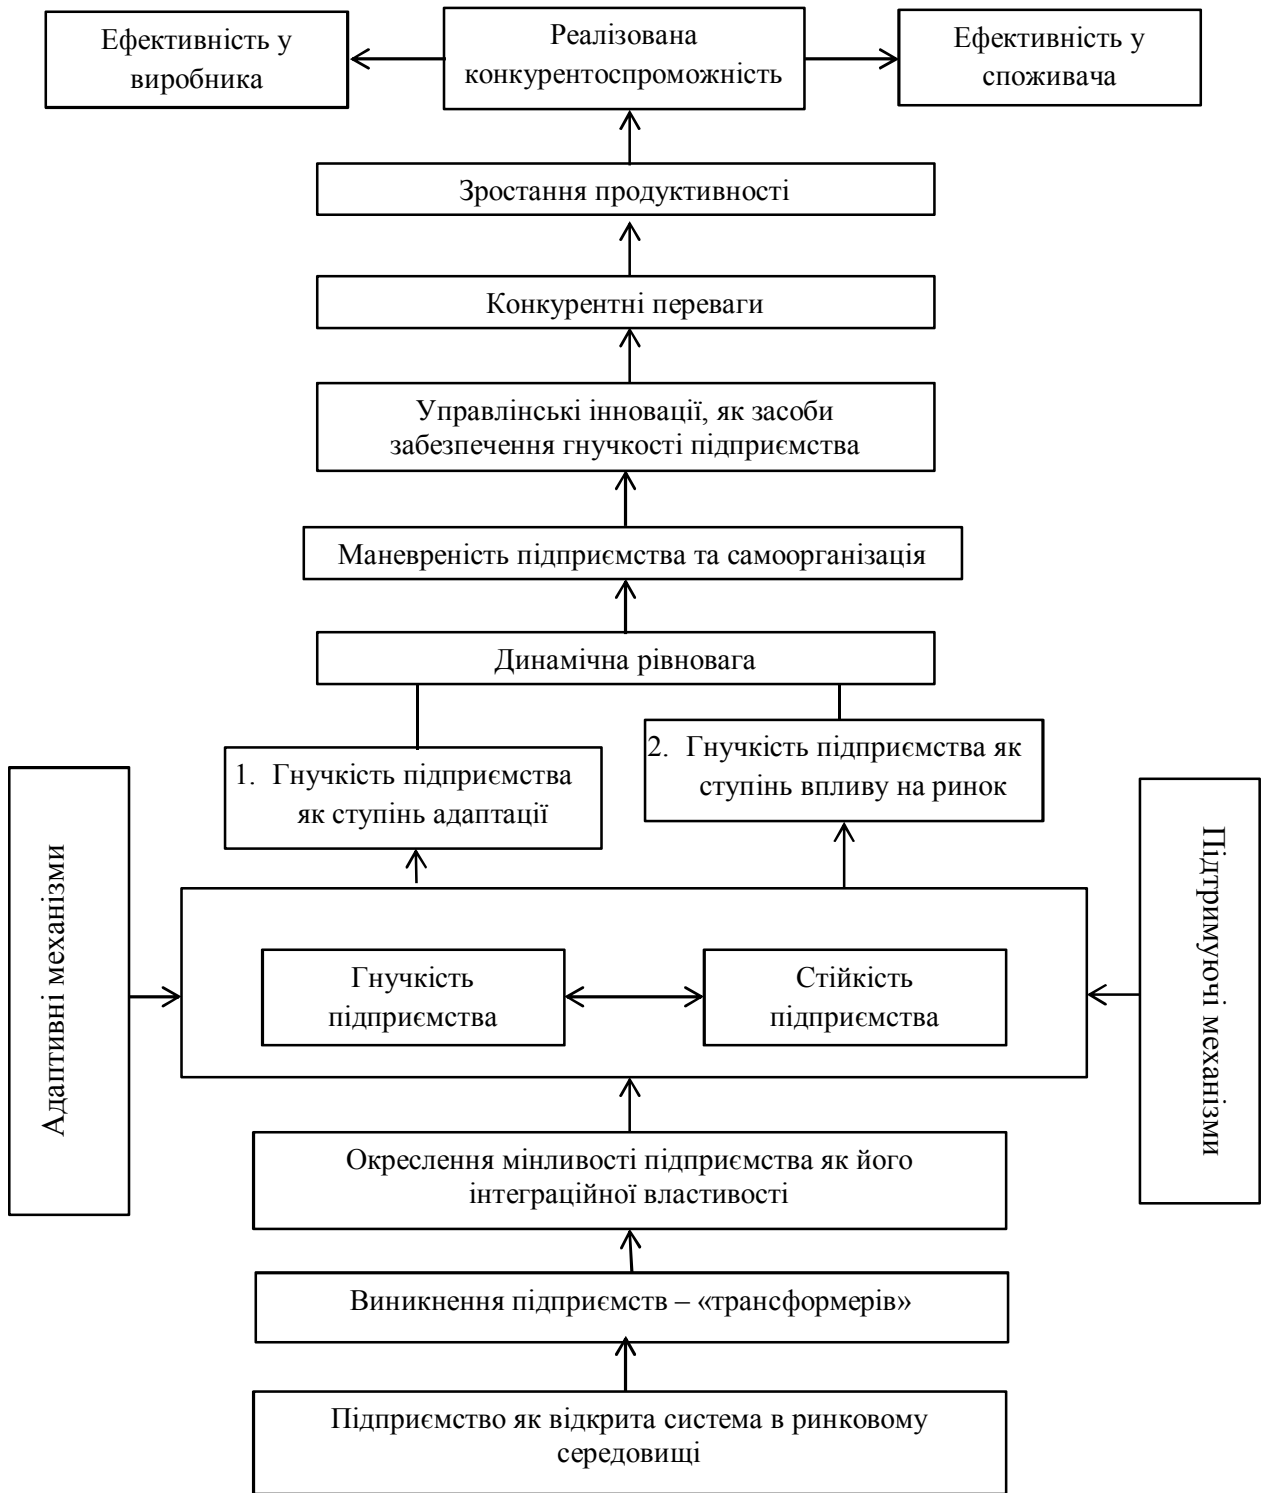 Ефективність у
виробника
Реалізована
конкурентоспроможність
Ефективність у
споживача
Зростання продуктивності
Конкурентні переваги
Управлінські інновації, як засоби
забезпечення гнучкості підприємства
Маневреність підприємства та самоорганізація
Динамічна рівновага
1. Гнучкість підприємства
як ступінь адаптації
2. Гнучкість підприємства як
ступінь впливу на ринок
Адаптивні механізми
Гнучкість
підприємства
Стійкість
підприємства
Підтримуючі механізми
Окреслення мінливості підприємства як його
інтеграційної властивості
Виникнення підприємств – «трансформерів»
Підприємство як відкрита система в ринковому
середовищі